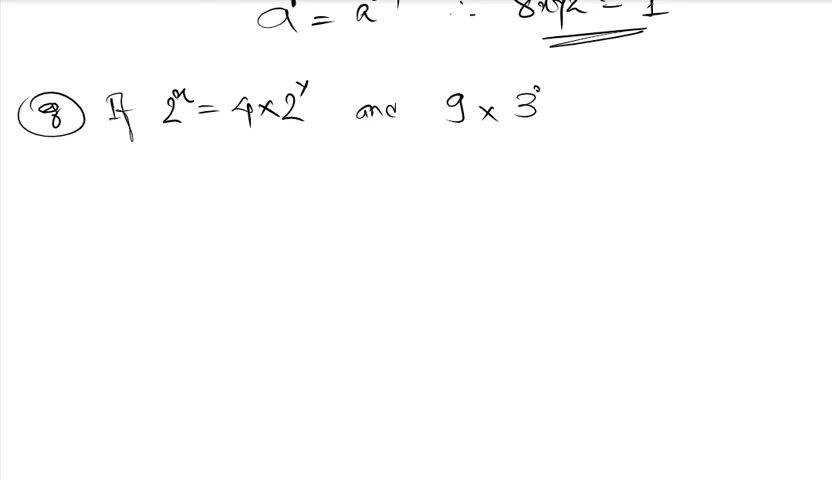 a = a ∴ 8xyz = 1
8 If 2^x = 4 × 2^y and 9 × 3